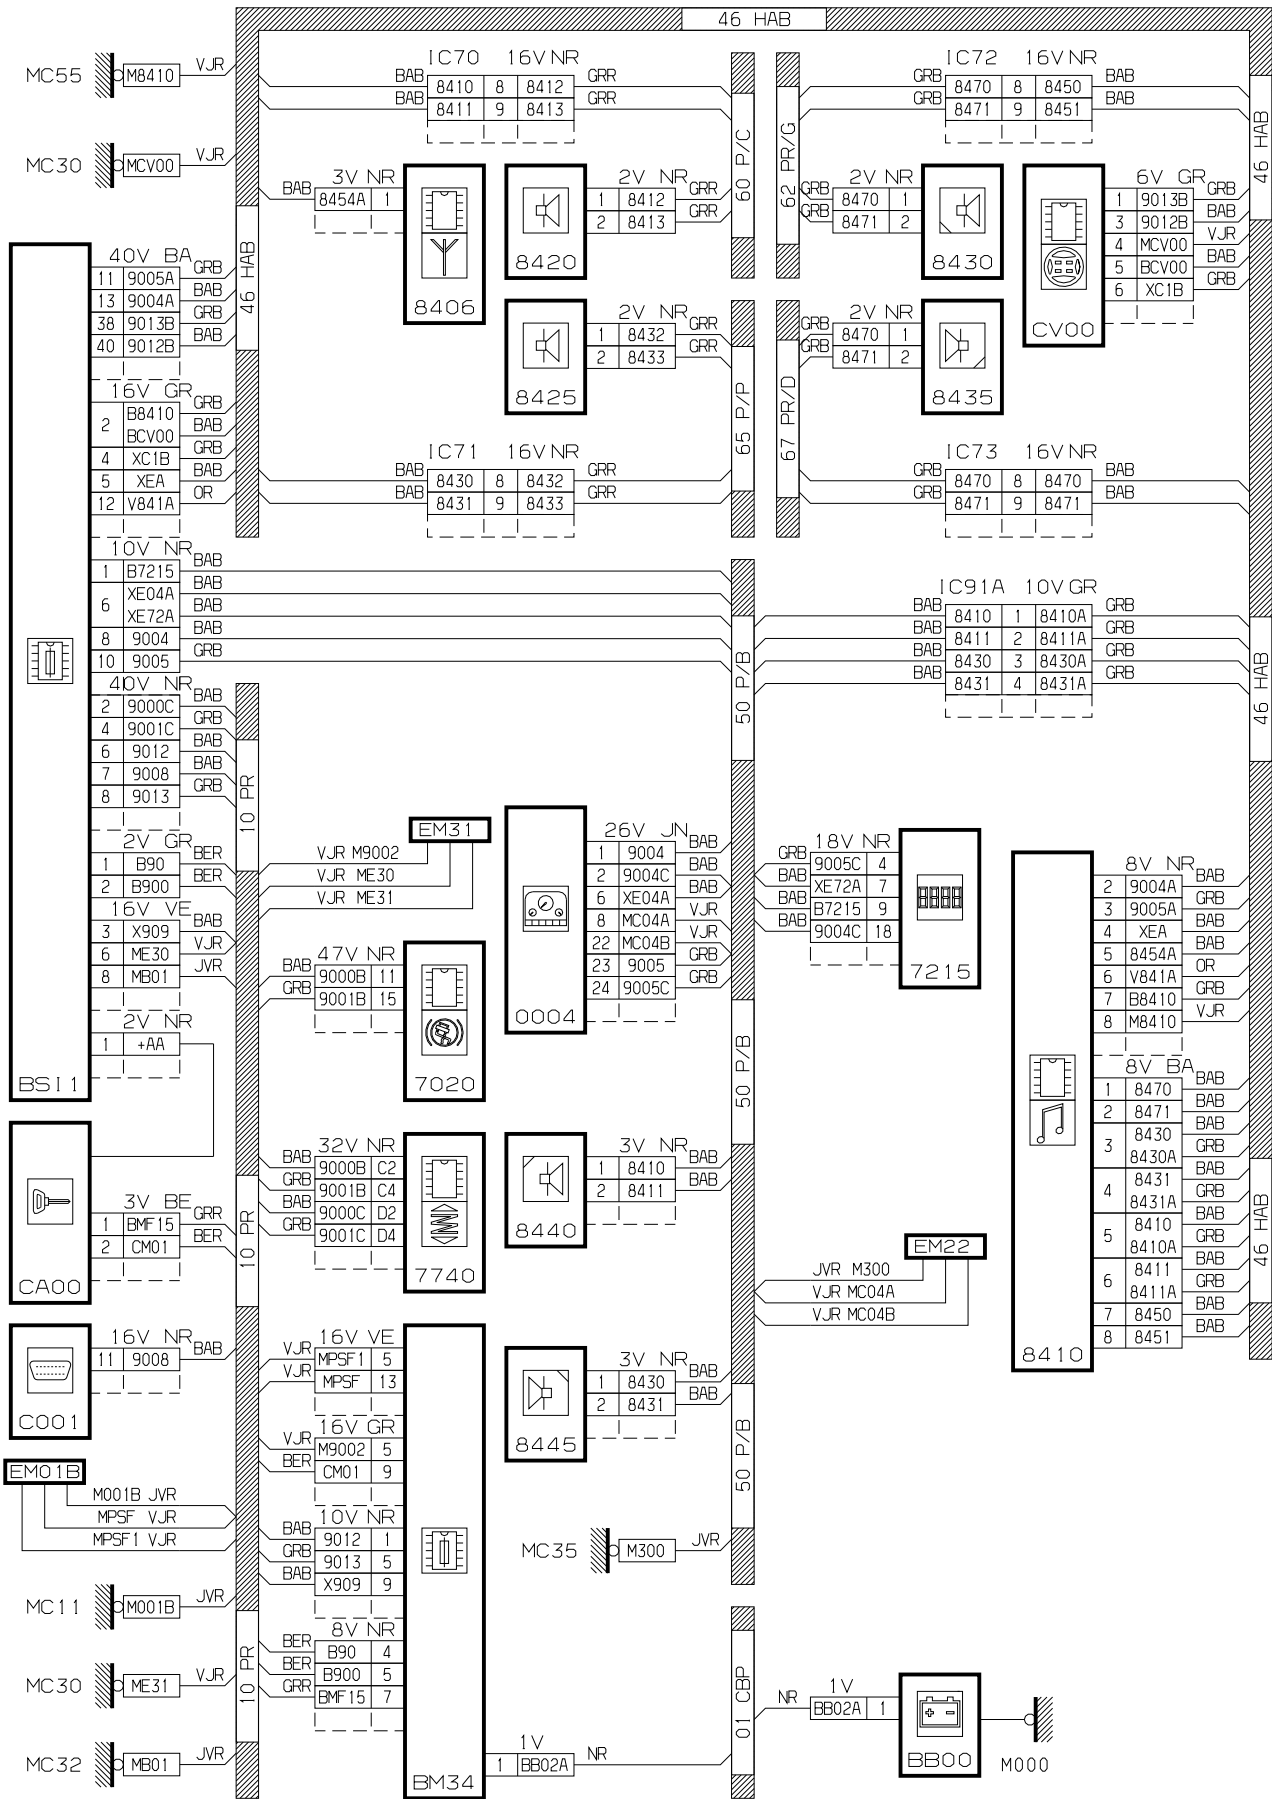 46 HAB
MC55 M8410 VJR
MC30 MCV00 VJR
46 HAB
BSI1
40V BA
11 9005A GRB
13 9004A BAB
38 9013B GRB
40 9012B BAB
16V GR
2 B8410 GRB
BCV00 BAB
4 XC1B GRB
5 XEA BAB
12 V841A OR
10V NR
1 B7215 BAB
6 XE04A BAB
XE72A BAB
8 9004 BAB
10 9005 GRB
40V NR
2 9000C BAB
4 9001C GRB
6 9012 BAB
7 9008 BAB
8 9013 GRB
2V GR
1 B90 BER
2 B900 BER
16V VE
3 X909 BAB
6 ME30 VJR
8 MB01 JVR
2V NR
1 +AA
CA00
3V BE
1 BMF15 GRR
2 CM01 BER
C001
16V NR
11 9008 BAB
EM01B
M001B JVR
MPSF VJR
MPSF1 VJR
MC11 M001B JVR
MC30 ME31 VJR
MC32 MB01 JVR
10 PR
10 PR
10 PR
IC70 16V NR
BAB 8410 8 8412 GRR
BAB 8411 9 8413 GRR
3V NR
BAB 8454A 1
8406
8420
2V NR
1 8412 GRR
2 8413 GRR
8425
2V NR
1 8432 GRR
2 8433 GRR
IC71 16V NR
BAB 8430 8 8432 GRR
BAB 8431 9 8433 GRR
60 P/C
62 PR/G
65 P/P
67 PR/D
IC72 16V NR
GRB 8470 8 8450 BAB
GRB 8471 9 8451 BAB
2V NR
GRB 8470 1
GRB 8471 2
8430
2V NR
GRB 8470 1
GRB 8471 2
8435
CV00
6V GR
1 9013B GRB
3 9012B BAB
4 MCV00 VJR
5 BCV00 BAB
6 XC1B GRB
46 HAB
IC73 16V NR
GRB 8470 8 8470 BAB
GRB 8471 9 8471 BAB
IC91A 10V GR
BAB 8410 1 8410A GRB
BAB 8411 2 8411A GRB
BAB 8430 3 8430A GRB
BAB 8431 4 8431A GRB
50 P/B
46 HAB
EM31
VJR M9002
VJR ME30
VJR ME31
47V NR
BAB 9000B 11
GRB 9001B 15
7020
0004
26V JN
1 9004 BAB
2 9004C BAB
6 XE04A BAB
8 MC04A VJR
22 MC04B VJR
23 9005 GRB
24 9005C GRB
18V NR
GRB 9005C 4
BAB XE72A 7
BAB B7215 9
BAB 9004C 18
7215
50 P/B
8410
8V NR
2 9004A BAB
3 9005A GRB
4 XEA BAB
5 8454A BAB
6 V841A OR
7 B8410 GRB
8 M8410 VJR
8V BA
1 8470 BAB
2 8471 BAB
3 8430 BAB
8430A GRB
4 8431 BAB
8431A GRB
5 8410 BAB
8410A GRB
6 8411 BAB
8411A GRB
7 8450 BAB
8 8451 BAB
46 HAB
32V NR
BAB 9000B C2
GRB 9001B C4
BAB 9000C D2
GRB 9001C D4
7740
8440
3V NR
1 8410 BAB
2 8411 BAB
EM22
JVR M300
VJR MC04A
VJR MC04B
BM34
16V VE
VJR MPSF1 5
VJR MPSF 13
16V GR
VJR M9002 5
BER CM01 9
10V NR
BAB 9012 1
GRB 9013 5
BAB X909 9
8V NR
BER B90 4
BER B900 5
GRR BMF15 7
1V
1 BB02A NR
8445
3V NR
1 8430 BAB
2 8431 BAB
50 P/B
MC35 M300 JVR
01 CBP
NR
1V
BB02A 1
BB00
M000